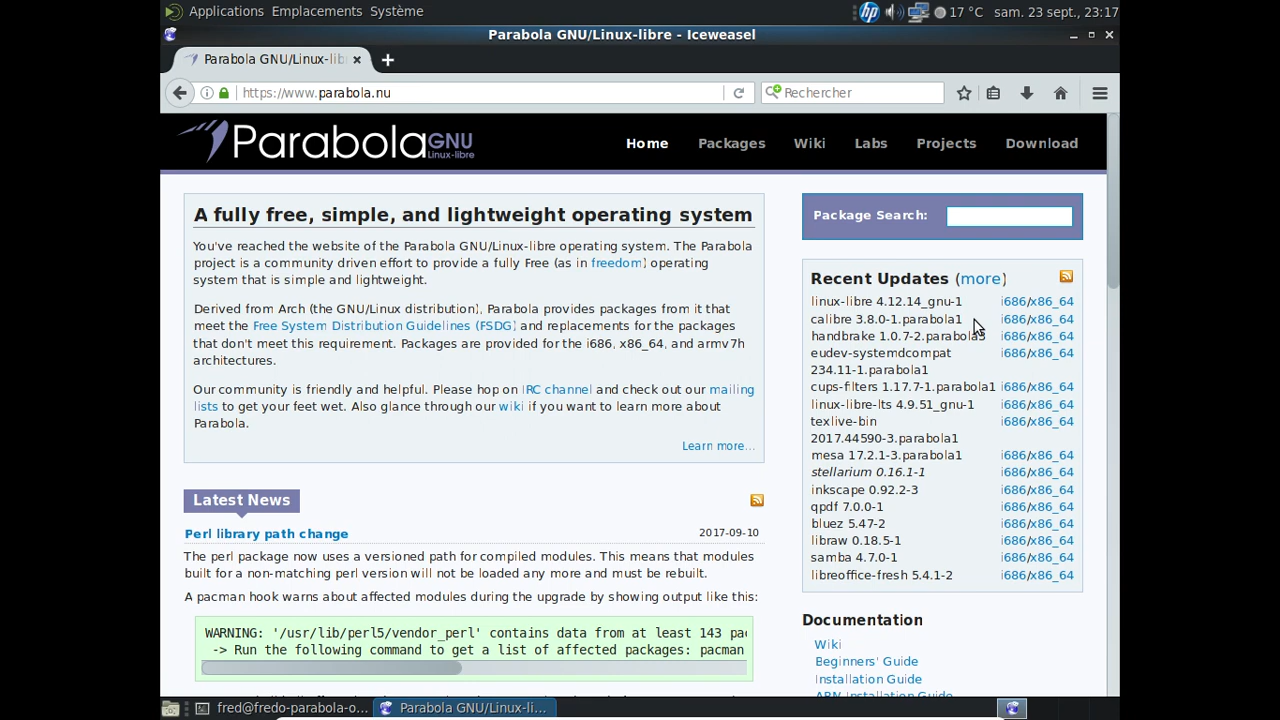 Applications Emplacements Système
17 °C sam. 23 sept., 23:17
Parabola GNU/Linux-libre - Iceweasel
Parabola GNU/Linux-lib
https://www.parabola.nu
Rechercher
Parabola GNU Linux-libre
Home Packages Wiki Labs Projects Download
A fully free, simple, and lightweight operating system
You've reached the website of the Parabola GNU/Linux-libre operating system. The Parabola
project is a community driven effort to provide a fully Free (as in freedom) operating
system that is simple and lightweight.
Derived from Arch (the GNU/Linux distribution), Parabola provides packages from it that
meet the Free System Distribution Guidelines (FSDG) and replacements for the packages
that don't meet this requirement. Packages are provided for the i686, x86_64, and armv7h
architectures.
Our community is friendly and helpful. Please hop on IRC channel and check out our mailing
lists to get your feet wet. Also glance through our wiki if you want to learn more about
Parabola.
Learn more...
Latest News
Perl library path change 2017-09-10
The perl package now uses a versioned path for compiled modules. This means that modules
built for a non-matching perl version will not be loaded any more and must be rebuilt.
A pacman hook warns about affected modules during the upgrade by showing output like this:
WARNING: '/usr/lib/perl5/vendor_perl' contains data from at least 143 pac
-> Run the following command to get a list of affected packages: pacman
Package Search:
Recent Updates (more)
linux-libre 4.12.14_gnu-1 i686/x86_64
calibre 3.8.0-1.parabola1 i686/x86_64
handbrake 1.0.7-2.parabola3 i686/x86_64
eudev-systemdcompat i686/x86_64
234.11-1.parabola1
cups-filters 1.17.7-1.parabola1 i686/x86_64
linux-libre-lts 4.9.51_gnu-1 i686/x86_64
texlive-bin i686/x86_64
2017.44590-3.parabola1
mesa 17.2.1-3.parabola1 i686/x86_64
stellarium 0.16.1-1 i686/x86_64
inkscape 0.92.2-3 i686/x86_64
qpdf 7.0.0-1 i686/x86_64
bluez 5.47-2 i686/x86_64
libraw 0.18.5-1 i686/x86_64
samba 4.7.0-1 i686/x86_64
libreoffice-fresh 5.4.1-2 i686/x86_64
Documentation
Wiki
Beginners' Guide
Installation Guide
ARM Installation Guide
fred@fredo-parabola-o... Parabola GNU/Linux-li...